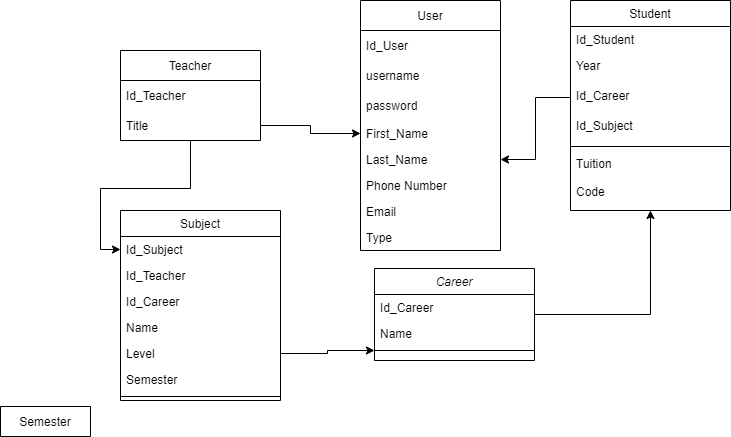 User
Id_User
username
password
First_Name
Last_Name
Phone Number
Email
Type
Student
Id_Student
Year
Id_Career
Id_Subject
Tuition
Code
Teacher
Id_Teacher
Title
Subject
Id_Subject
Id_Teacher
Id_Career
Name
Level
Semester
Career
Id_Career
Name
Semester